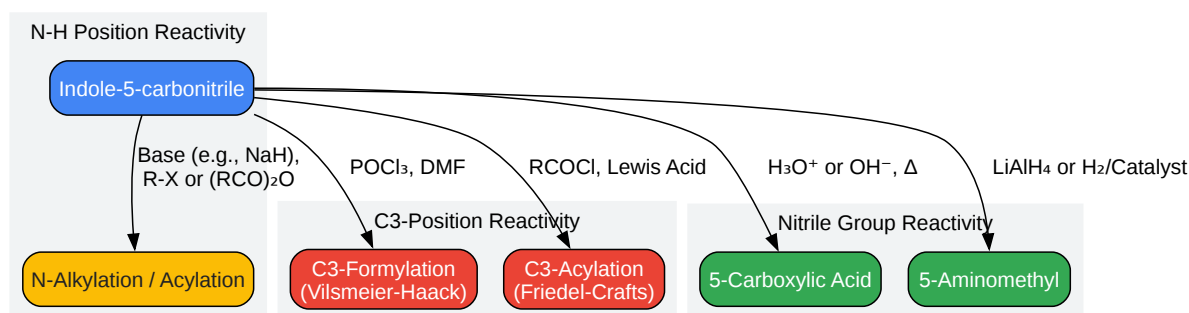 N-H Position Reactivity
Indole-5-carbonitrile
Base (e.g., NaH),
R-X or (RCO)₂O
POCl₃, DMF
RCOCl, Lewis Acid
H₃O⁺ or OH⁻, Δ
LiAlH₄ or H₂/Catalyst
C3-Position Reactivity
Nitrile Group Reactivity
N-Alkylation / Acylation
C3-Formylation
(Vilsmeier-Haack)
C3-Acylation
(Friedel-Crafts)
5-Carboxylic Acid
5-Aminomethyl